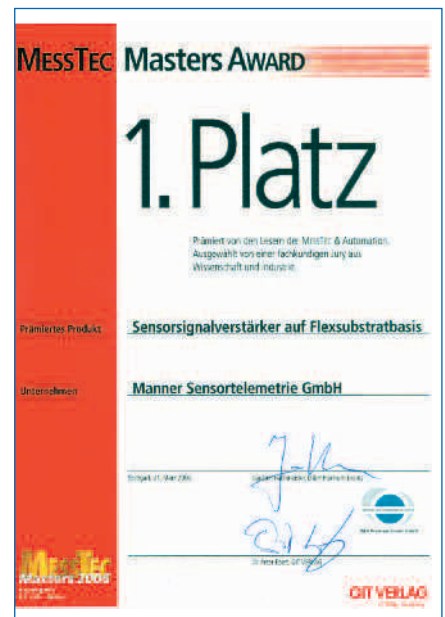 MESSTEC Masters AWARD
1. Platz
Prämiert von den Lesern der MESSTEC & Automation.
Ausgewählt von einer fachkundigen Jury aus
Wissenschaft und Industrie.
Prämiertes Produkt Sensorsignalverstärker auf Flexsubstratbasis
Unternehmen Manner Sensortelemetrie GmbH
Stuttgart, 21. März 2006
GIT VERLAG
MESSTEC
Masters 2006
GIT VERLAG